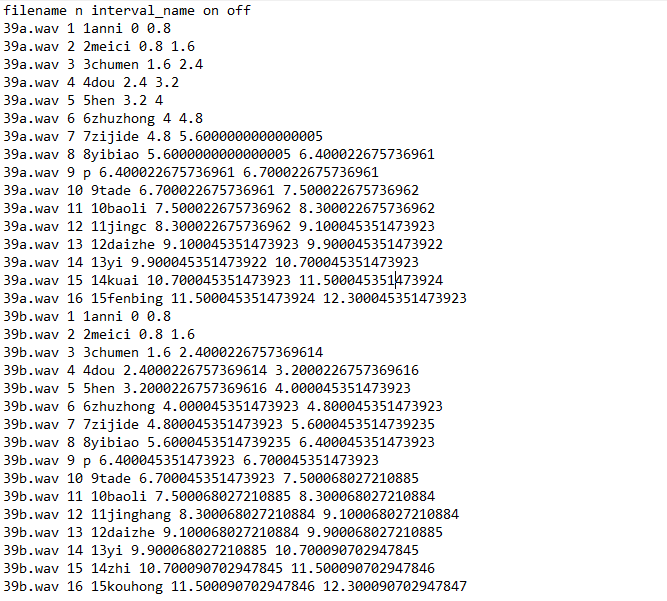 filename n interval_name on off
39a.wav 1 1anni 0 0.8
39a.wav 2 2meici 0.8 1.6
39a.wav 3 3chumen 1.6 2.4
39a.wav 4 4dou 2.4 3.2
39a.wav 5 5hen 3.2 4
39a.wav 6 6zhuzhong 4 4.8
39a.wav 7 7zijide 4.8 5.6000000000000005
39a.wav 8 8yibiao 5.6000000000000005 6.400022675736961
39a.wav 9 p 6.400022675736961 6.700022675736961
39a.wav 10 9tade 6.700022675736961 7.500022675736962
39a.wav 11 10baoli 7.500022675736962 8.300022675736962
39a.wav 12 11jingc 8.300022675736962 9.100045351473923
39a.wav 13 12daizhe 9.100045351473923 9.900045351473922
39a.wav 14 13yi 9.900045351473922 10.700045351473923
39a.wav 15 14kuai 10.700045351473923 11.500045351473924
39a.wav 16 15fenbing 11.500045351473924 12.300045351473923
39b.wav 1 1anni 0 0.8
39b.wav 2 2meici 0.8 1.6
39b.wav 3 3chumen 1.6 2.4000226757369614
39b.wav 4 4dou 2.4000226757369614 3.2000226757369616
39b.wav 5 5hen 3.2000226757369616 4.000045351473923
39b.wav 6 6zhuzhong 4.000045351473923 4.800045351473923
39b.wav 7 7zijide 4.800045351473923 5.6000453514739235
39b.wav 8 8yibiao 5.6000453514739235 6.400045351473923
39b.wav 9 p 6.400045351473923 6.700045351473923
39b.wav 10 9tade 6.700045351473923 7.500068027210885
39b.wav 11 10baoli 7.500068027210885 8.300068027210884
39b.wav 12 11jinghang 8.300068027210884 9.100068027210884
39b.wav 13 12daizhe 9.100068027210884 9.900068027210885
39b.wav 14 13yi 9.900068027210885 10.700090702947845
39b.wav 15 14zhi 10.700090702947845 11.500090702947846
39b.wav 16 15kouhong 11.500090702947846 12.300090702947847